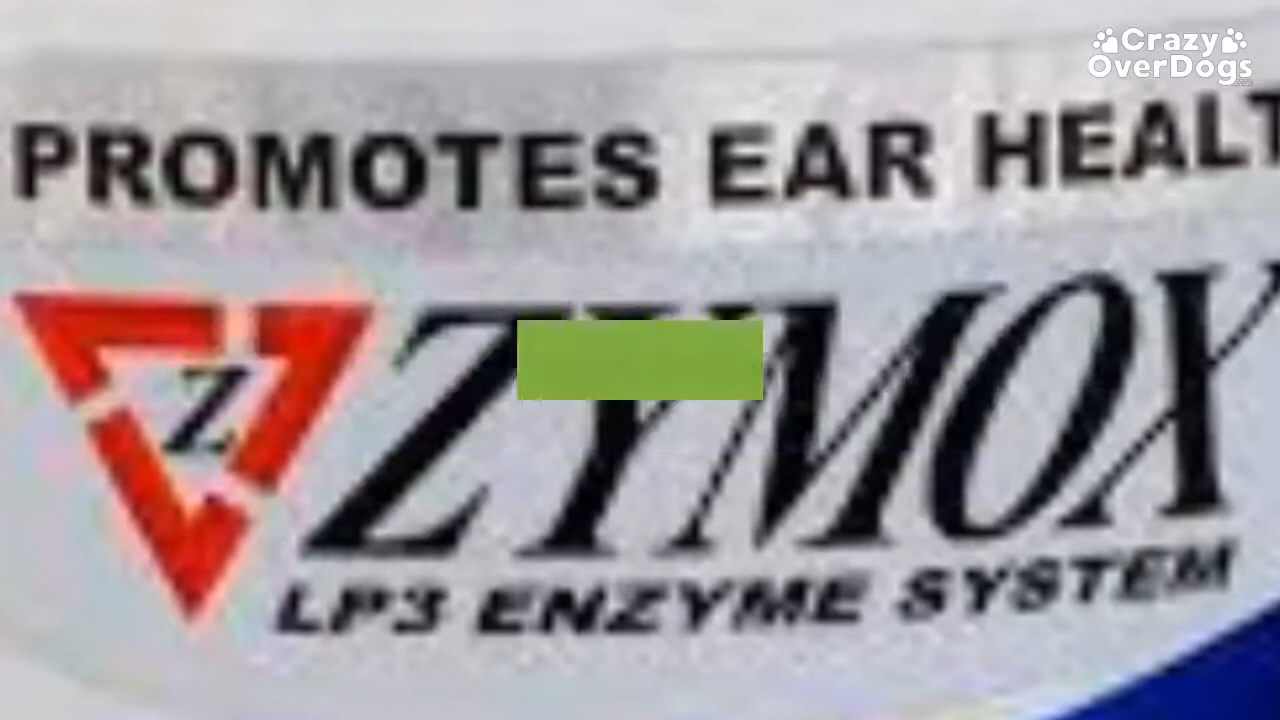 Crazy
OverDogs
PROMOTES EAR HEALT
Z
ZYMOX
LP3 ENZYME SYSTEM